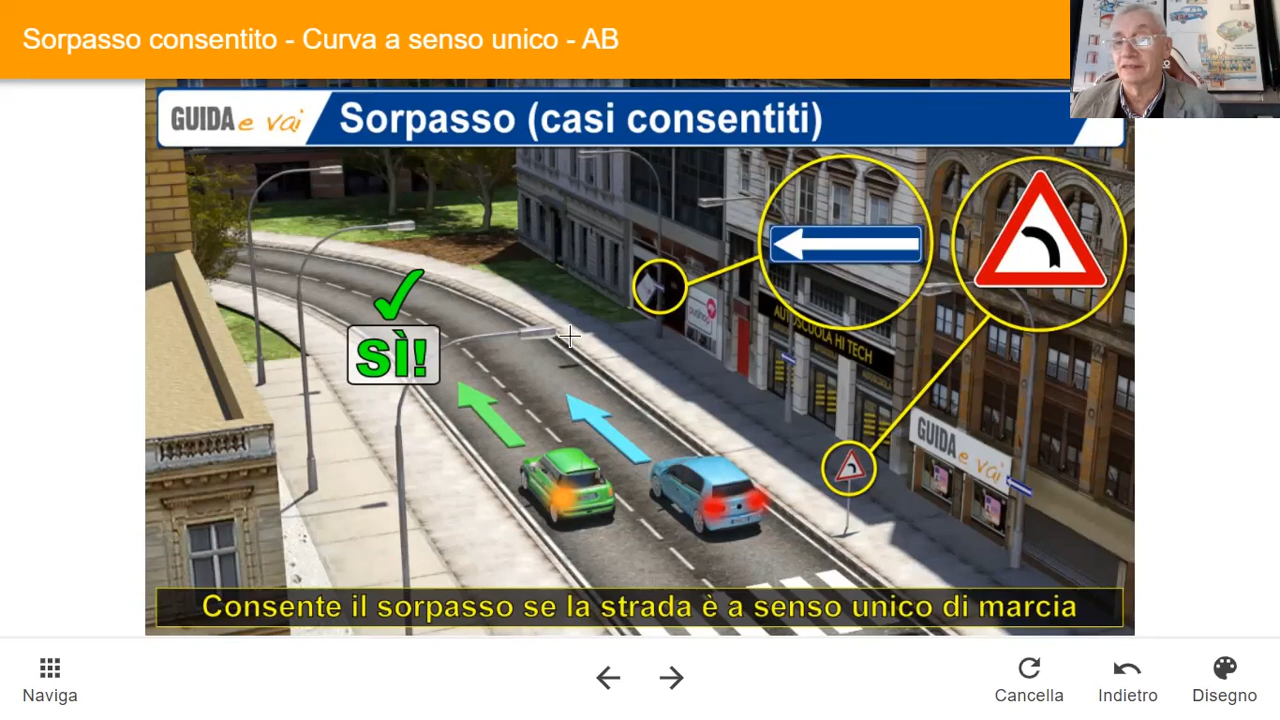 Sorpasso consentito - Curva a senso unico - AB
GUIDA e vai
Sorpasso (casi consentiti)
SÌ!
AUTOSCUOLA HI TECH
GUIDA
e vai
Consente il sorpasso se la strada è a senso unico di marcia
Naviga
Cancella
Indietro
Disegno